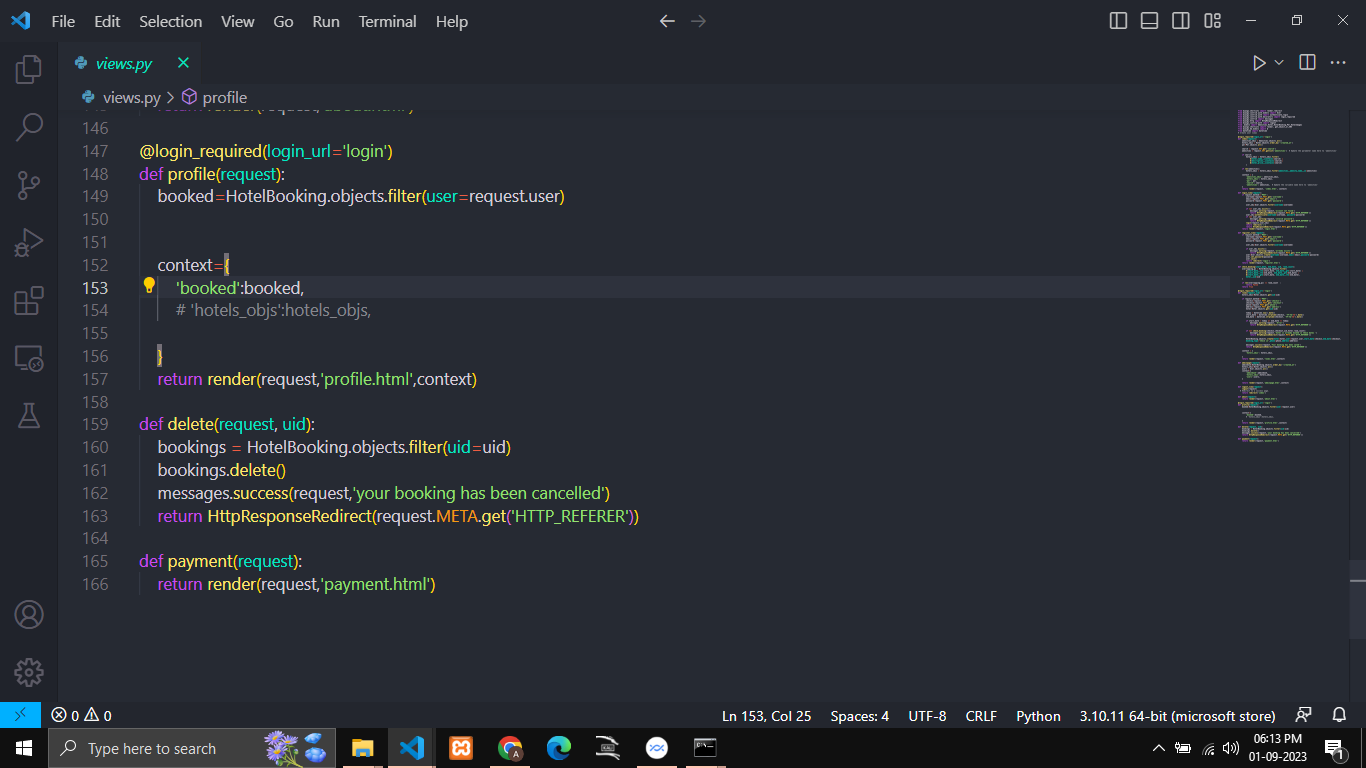 File Edit Selection View Go Run Terminal Help
views.py
views.py profile
146
147 @login_required(login_url='login')
148 def profile(request):
149 booked=HotelBooking.objects.filter(user=request.user)
150
151
152 context={
153 'booked':booked,
154 # 'hotels_objs':hotels_objs,
155
156 }
157 return render(request,'profile.html',context)
158
159 def delete(request, uid):
160 bookings = HotelBooking.objects.filter(uid=uid)
161 bookings.delete()
162 messages.success(request,'your booking has been cancelled')
163 return HttpResponseRedirect(request.META.get('HTTP_REFERER'))
164
165 def payment(request):
166 return render(request,'payment.html')
0 0 Ln 153, Col 25 Spaces: 4 UTF-8 CRLF Python 3.10.11 64-bit (microsoft store)
Type here to search
06:13 PM
01-09-2023
1